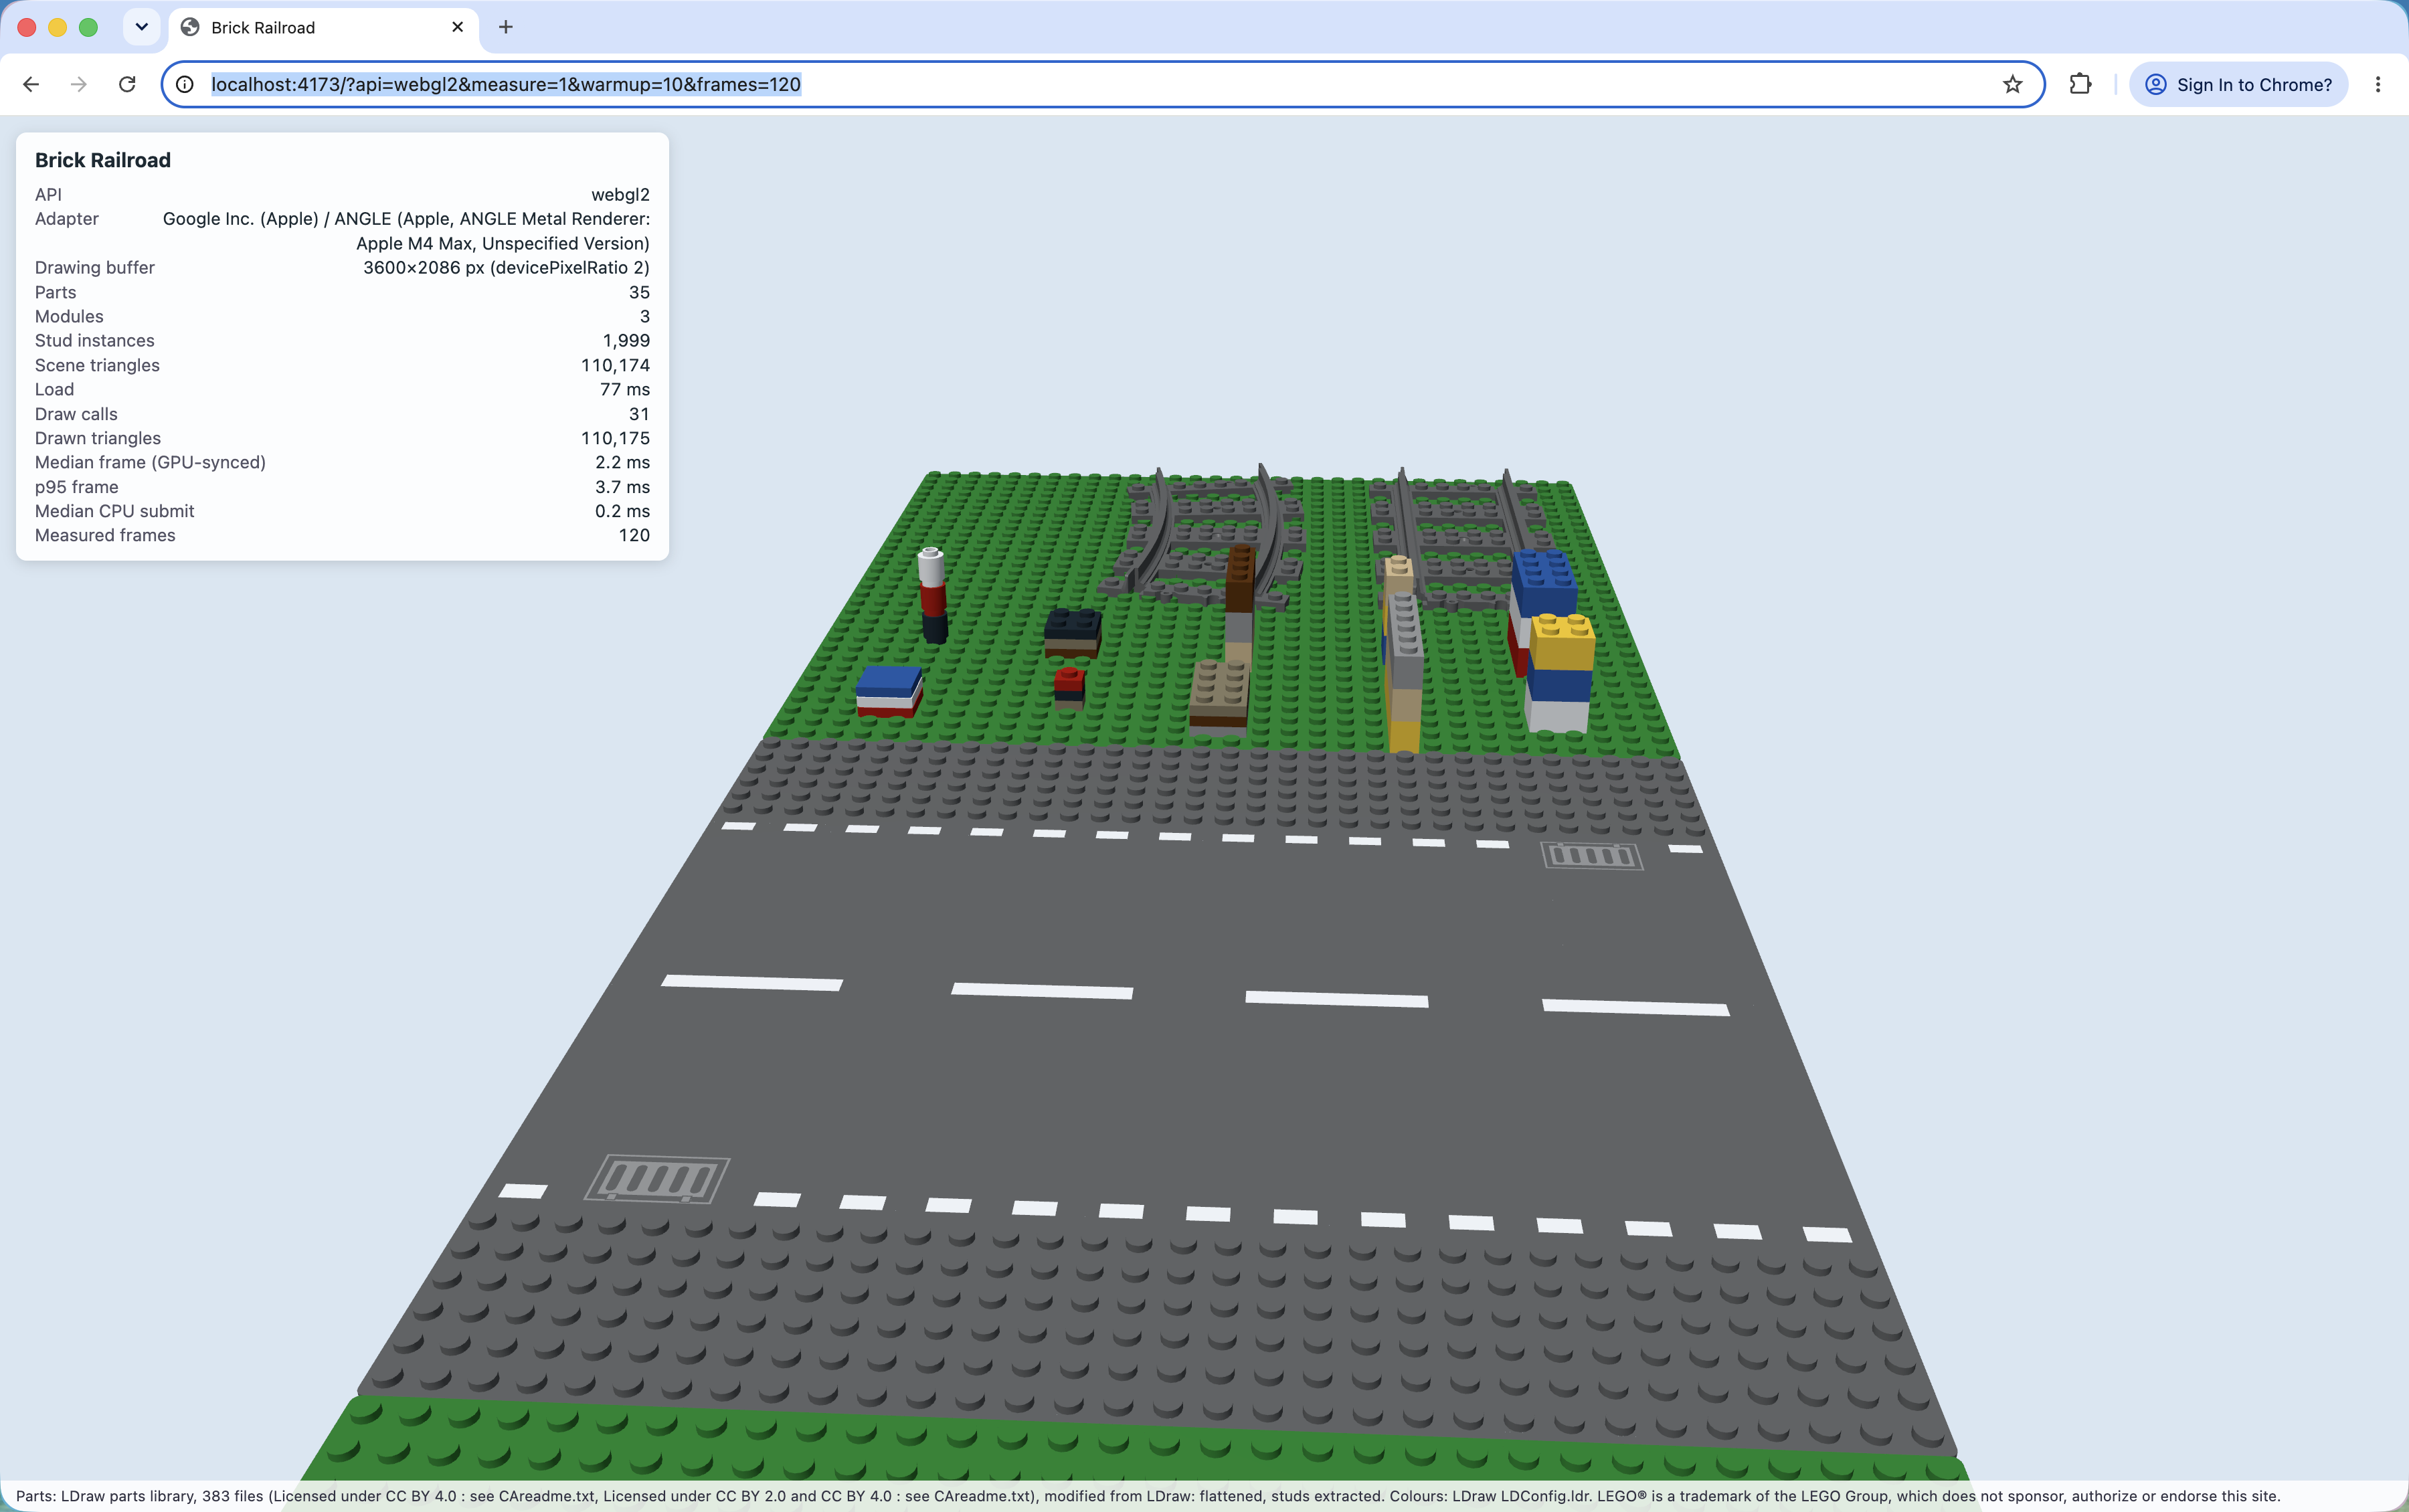 Brick Railroad
localhost:4173/?api=webgl2&measure=1&warmup=10&frames=120
Sign In to Chrome?
Brick Railroad
API webgl2
Adapter Google Inc. (Apple) / ANGLE (Apple, ANGLE Metal Renderer:
Apple M4 Max, Unspecified Version)
Drawing buffer 3600×2086 px (devicePixelRatio 2)
Parts 35
Modules 3
Stud instances 1,999
Scene triangles 110,174
Load 77 ms
Draw calls 31
Drawn triangles 110,175
Median frame (GPU-synced) 2.2 ms
p95 frame 3.7 ms
Median CPU submit 0.2 ms
Measured frames 120
Parts: LDraw parts library, 383 files (Licensed under CC BY 4.0 : see CAreadme.txt, Licensed under CC BY 2.0 and CC BY 4.0 : see CAreadme.txt), modified from LDraw: flattened, studs extracted. Colours: LDraw LDConfig.ldr. LEGO® is a trademark of the LEGO Group, which does not sponsor, authorize or endorse this site.